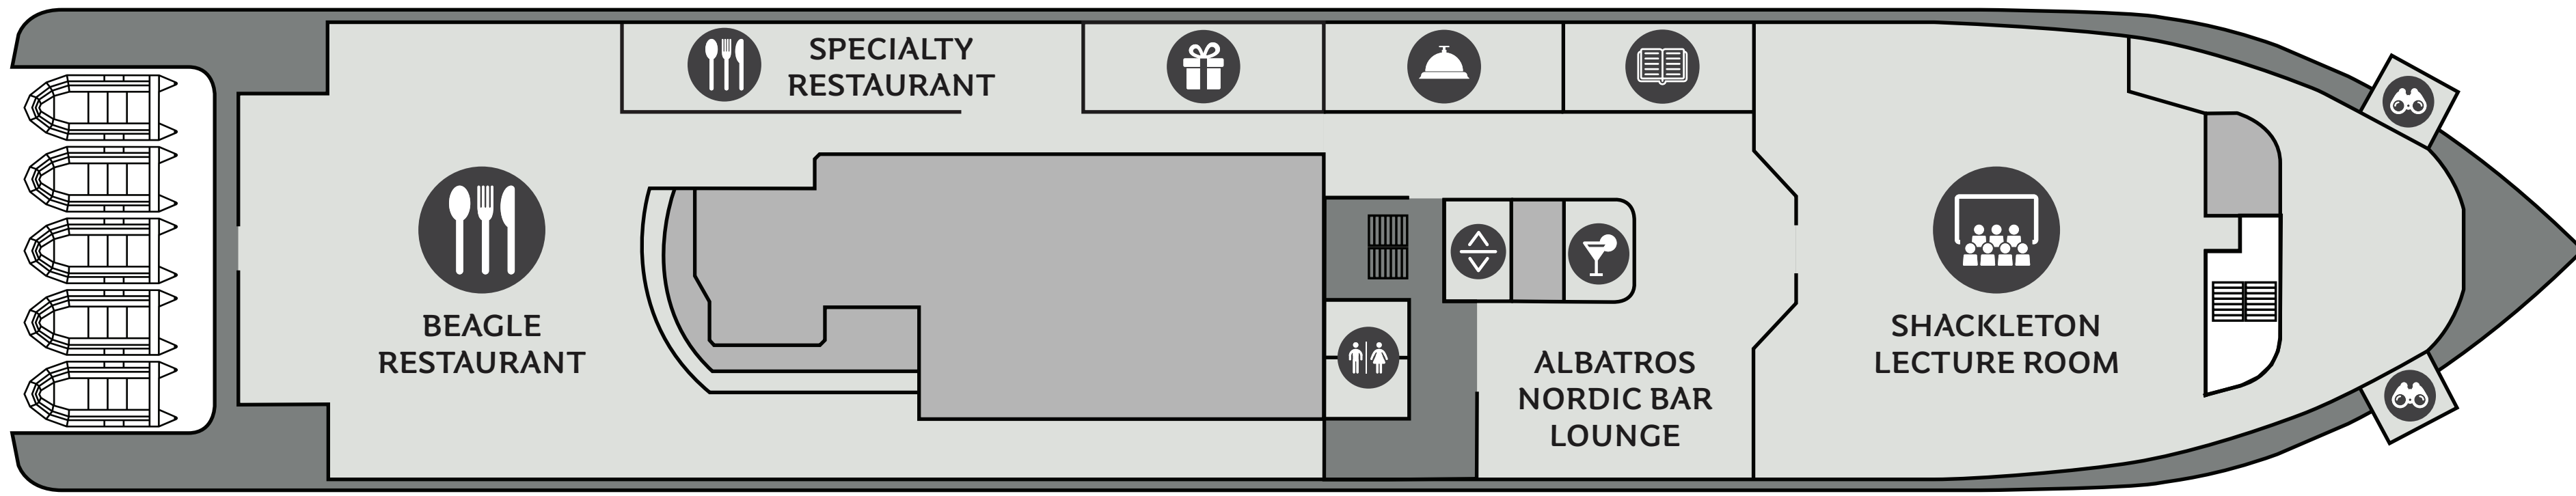 SPECIALTY
RESTAURANT
BEAGLE
RESTAURANT
ALBATROS
NORDIC BAR
LOUNGE
SHACKLETON
LECTURE ROOM